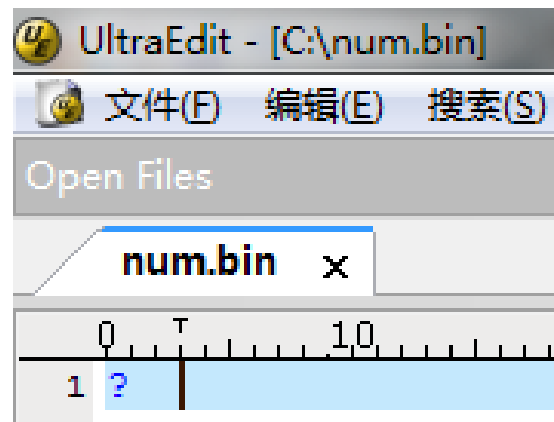 UltraEdit - [C:\num.bin]
文件(F) 编辑(E) 搜索(S)
Open Files
num.bin x
0 10
1 ?